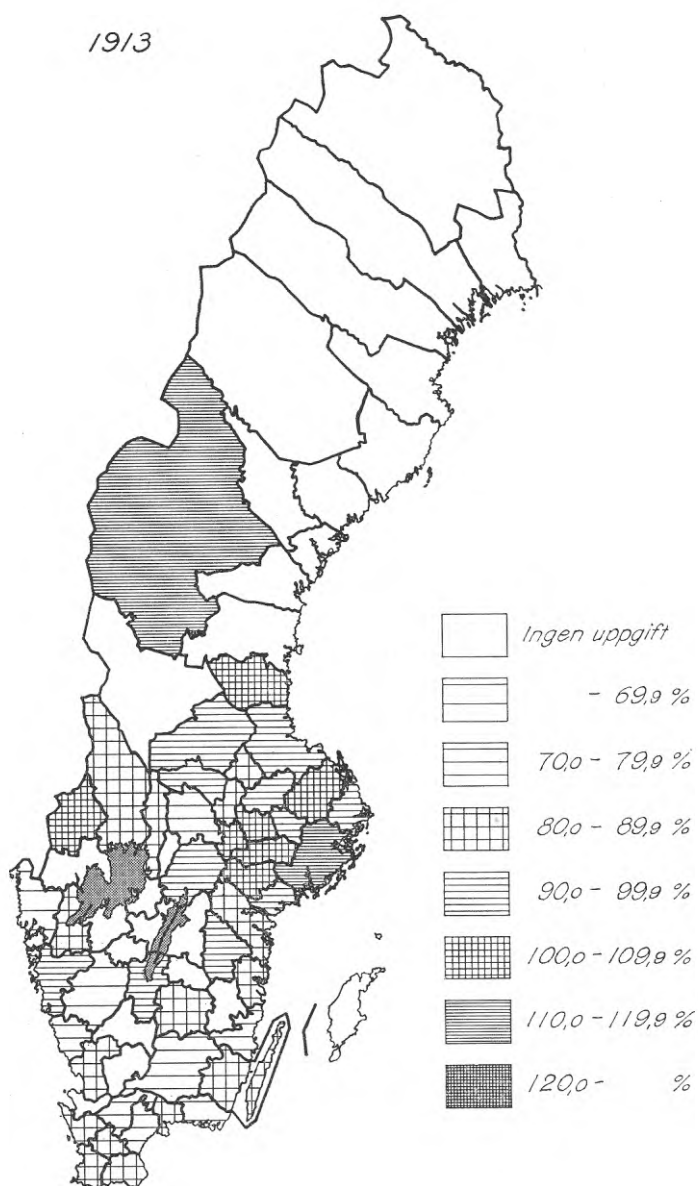 1913
Ingen uppgift
- 69,9 %
70,0 - 79,9 %
80,0 - 89,9 %
90,0 - 99,9 %
100,0 - 109,9 %
110,0 - 119,9 %
120,0 - %